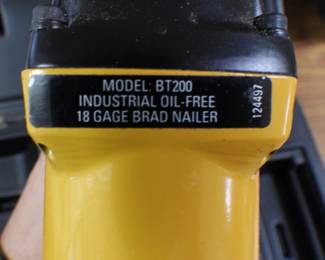 MODEL: BT200
INDUSTRIAL OIL-FREE
18 GAGE BRAD NAILER
124497